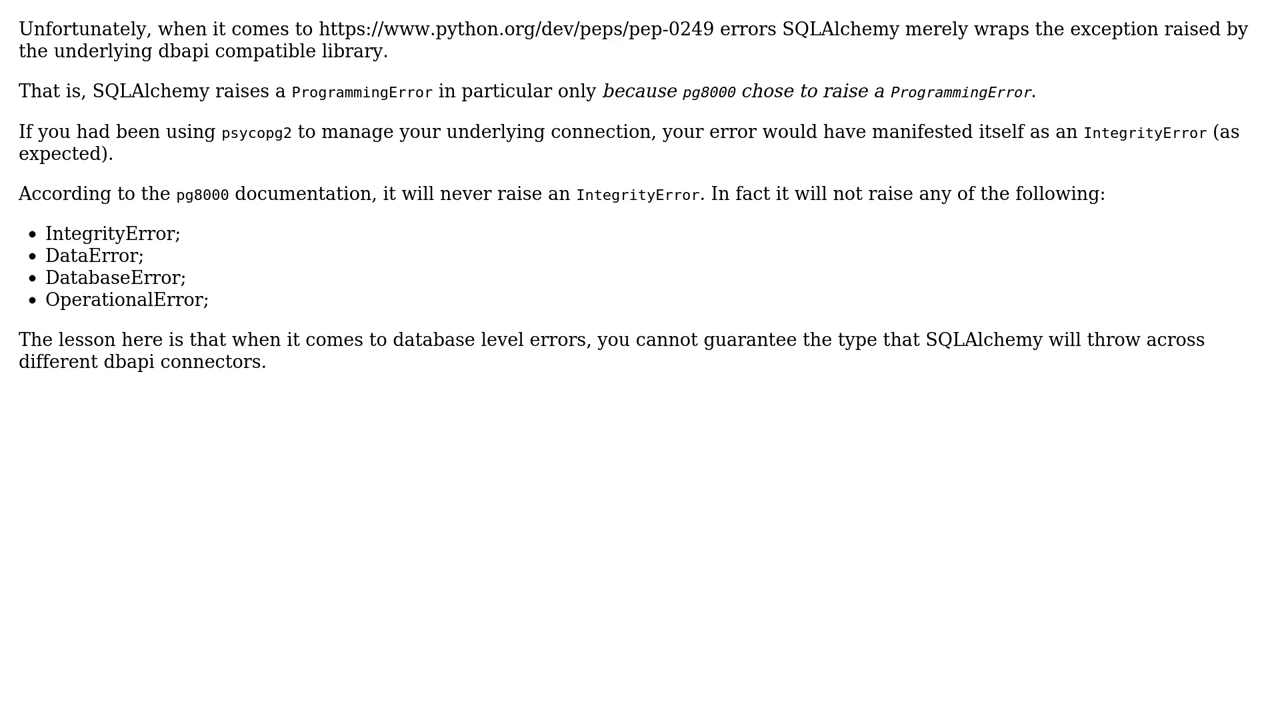 Unfortunately, when it comes to https://www.python.org/dev/peps/pep-0249 errors SQLAlchemy merely wraps the exception raised by
the underlying dbapi compatible library.
That is, SQLAlchemy raises a ProgrammingError in particular only because pg8000 chose to raise a ProgrammingError.
If you had been using psycopg2 to manage your underlying connection, your error would have manifested itself as an IntegrityError (as
expected).
According to the pg8000 documentation, it will never raise an IntegrityError. In fact it will not raise any of the following:
• IntegrityError;
• DataError;
• DatabaseError;
• OperationalError;
The lesson here is that when it comes to database level errors, you cannot guarantee the type that SQLAlchemy will throw across
different dbapi connectors.